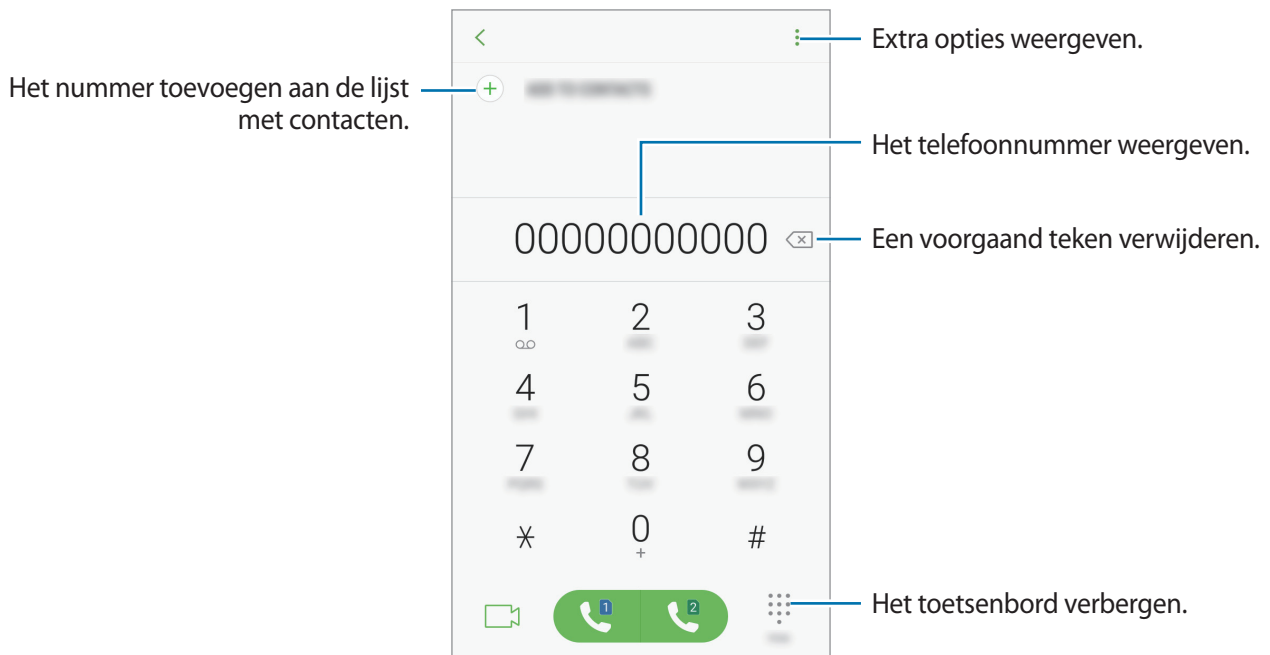 Extra opties weergeven.
Het nummer toevoegen aan de lijst
met contacten.
Het telefoonnummer weergeven.
00000000000
Een voorgaand teken verwijderen.
1 2 3
4 5 6
7 8 9
* 0 #
+
1 2
Het toetsenbord verbergen.